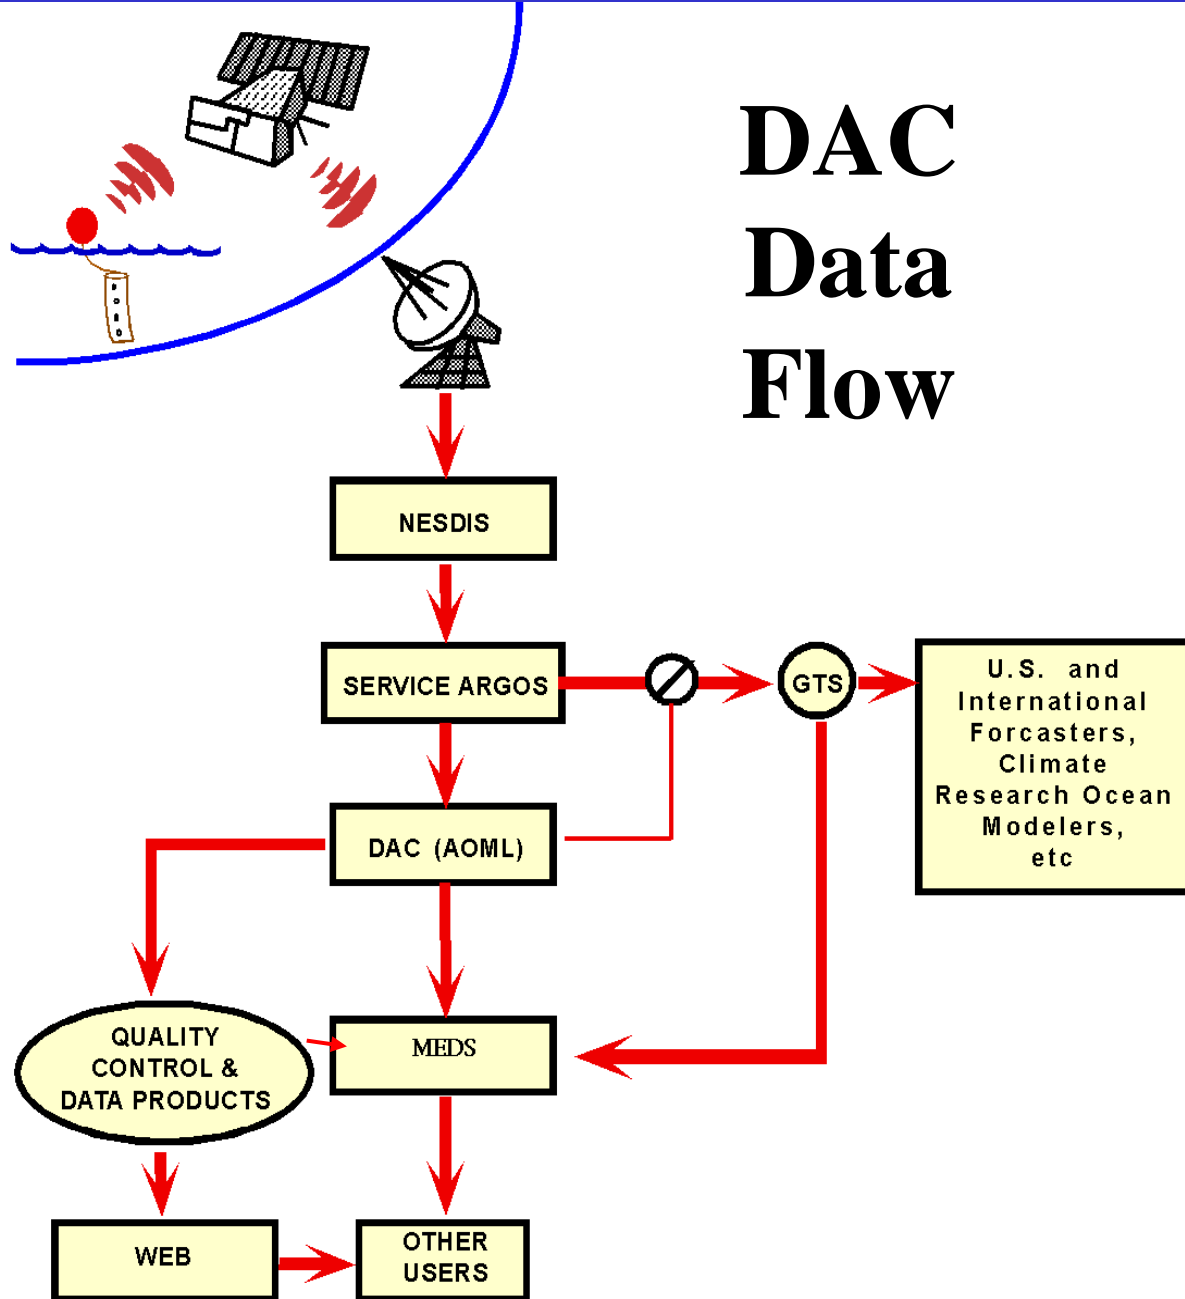 DAC
Data
Flow
NESDIS
SERVICE ARGOS
GTS
U.S. and
International
Forcasters,
Climate
Research Ocean
Modelers,
etc
DAC (AOML)
QUALITY
CONTROL &
DATA PRODUCTS
MEDS
WEB
OTHER
USERS